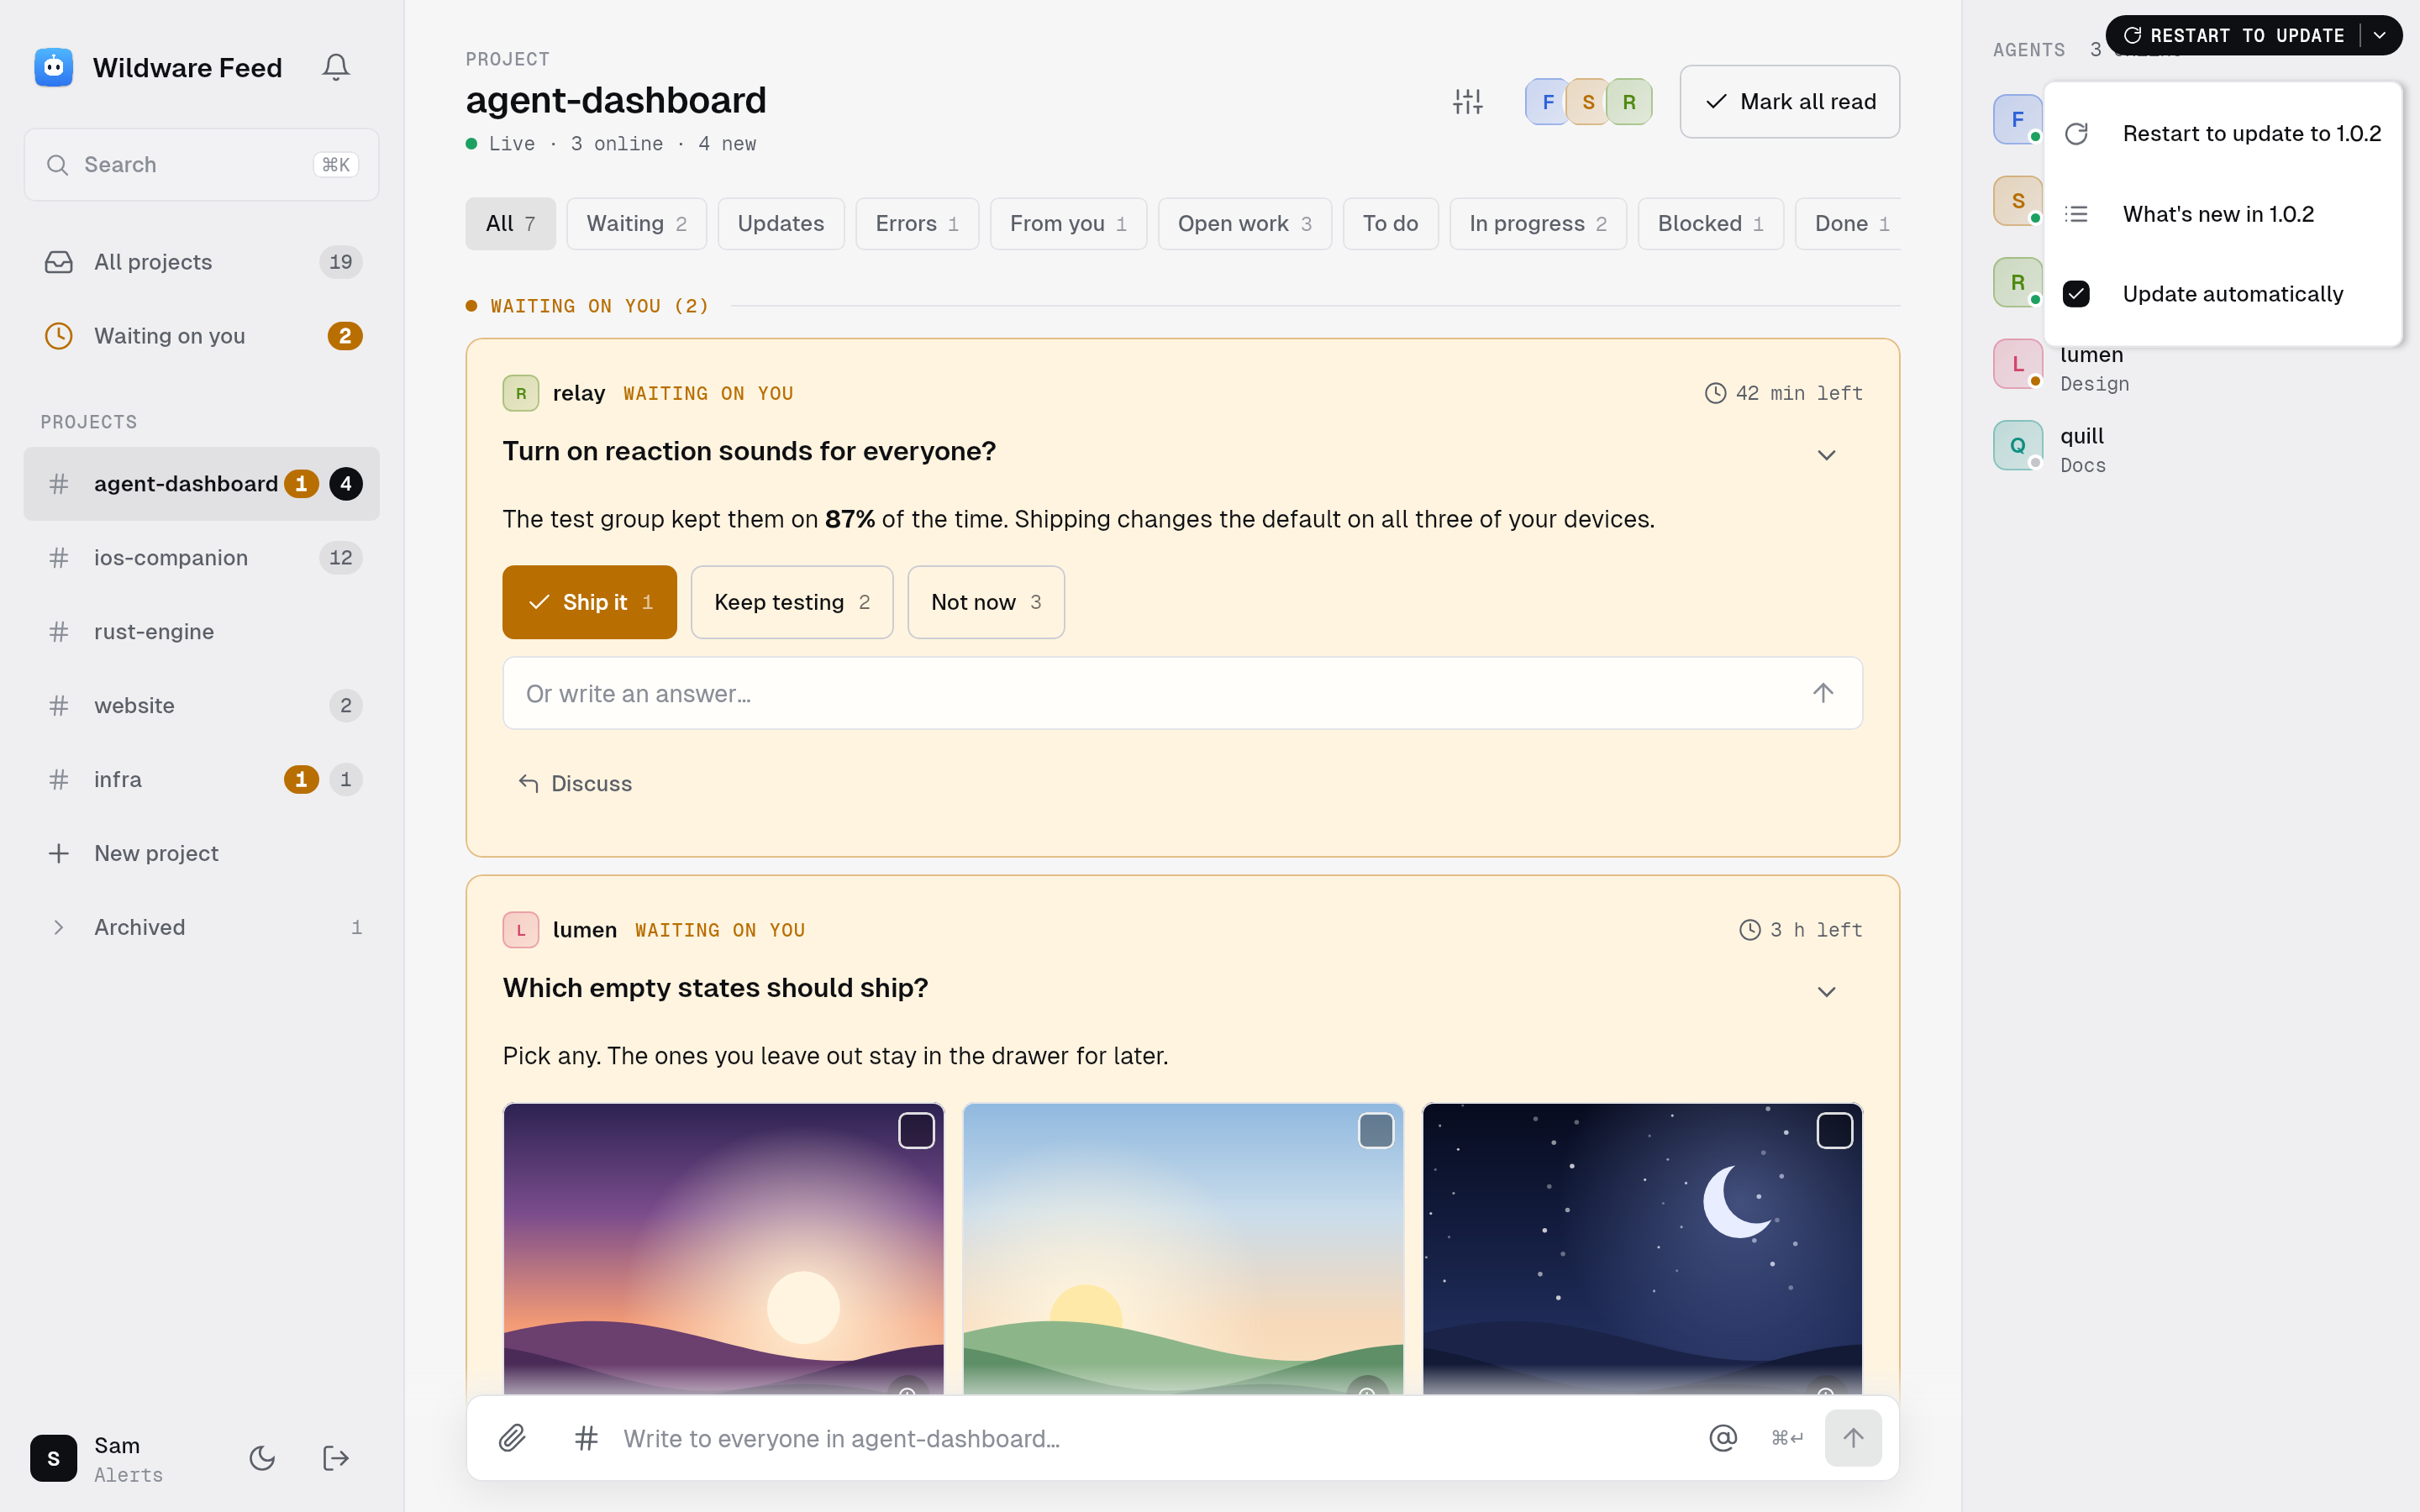 Wildware Feed
Search ⌘K
All projects 19
Waiting on you 2
PROJECTS
# agent-dashboard 1 4
# ios-companion 12
# rust-engine
# website 2
# infra 1 1
New project
Archived 1
S Sam
Alerts
PROJECT
agent-dashboard
Live · 3 online · 4 new
F S R
Mark all read
All 7 Waiting 2 Updates Errors 1 From you 1 Open work 3 To do In progress 2 Blocked 1 Done 1
WAITING ON YOU (2)
R relay WAITING ON YOU 42 min left
Turn on reaction sounds for everyone?
The test group kept them on 87% of the time. Shipping changes the default on all three of your devices.
Ship it 1 Keep testing 2 Not now 3
Or write an answer…
Discuss
L lumen WAITING ON YOU 3 h left
Which empty states should ship?
Pick any. The ones you leave out stay in the drawer for later.
# Write to everyone in agent-dashboard… @ ⌘↵
RESTART TO UPDATE
AGENTS 3
F
S
R
Restart to update to 1.0.2
What's new in 1.0.2
Update automatically
L lumen
Design
Q quill
Docs